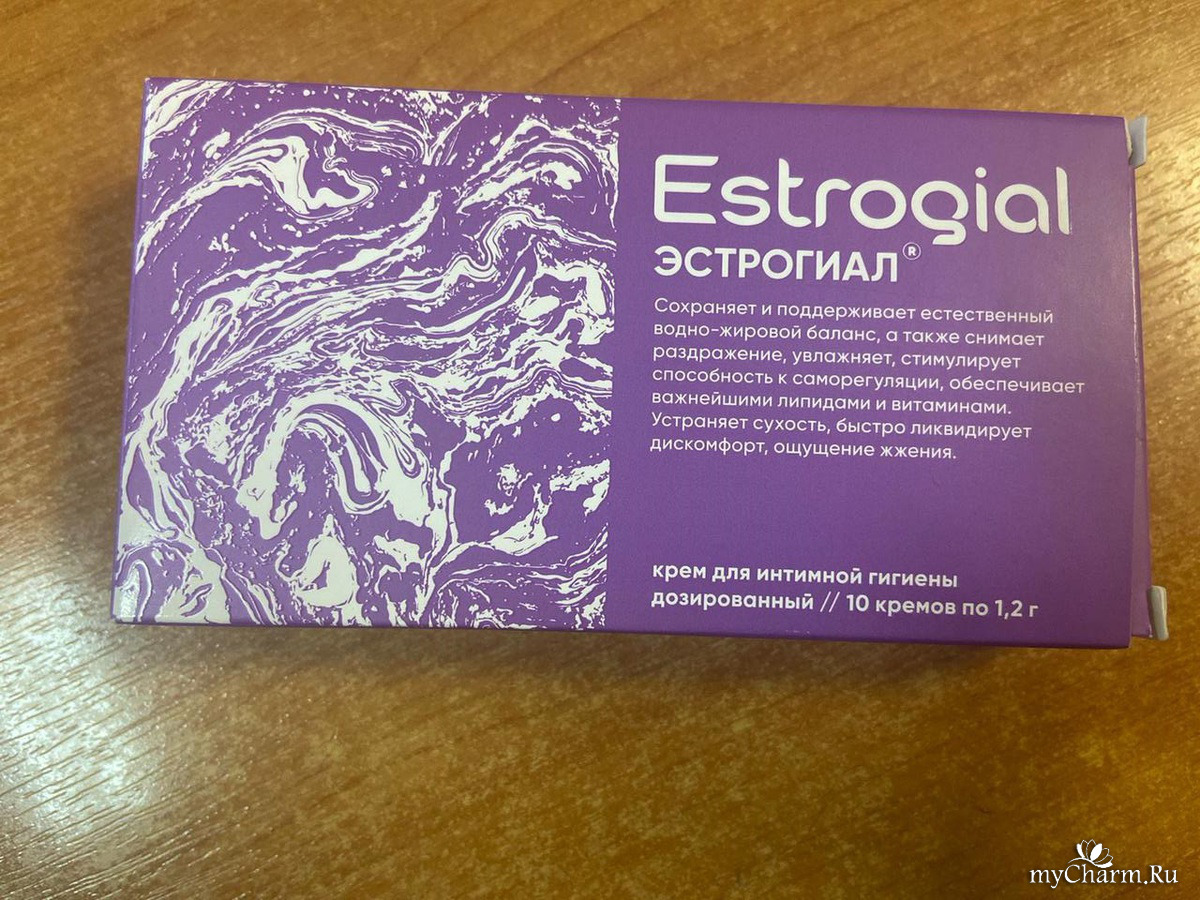 Estrogial
ЭСТРОГИАЛ®
Сохраняет и поддерживает естественный
водно-жировой баланс, а также снимает
раздражение, увлажняет, стимулирует
способность к саморегуляции, обеспечивает
важнейшими липидами и витаминами.
Устраняет сухость, быстро ликвидирует
дискомфорт, ощущение жжения.
крем для интимной гигиены
дозированный // 10 кремов по 1,2 г
myCharm.Ru